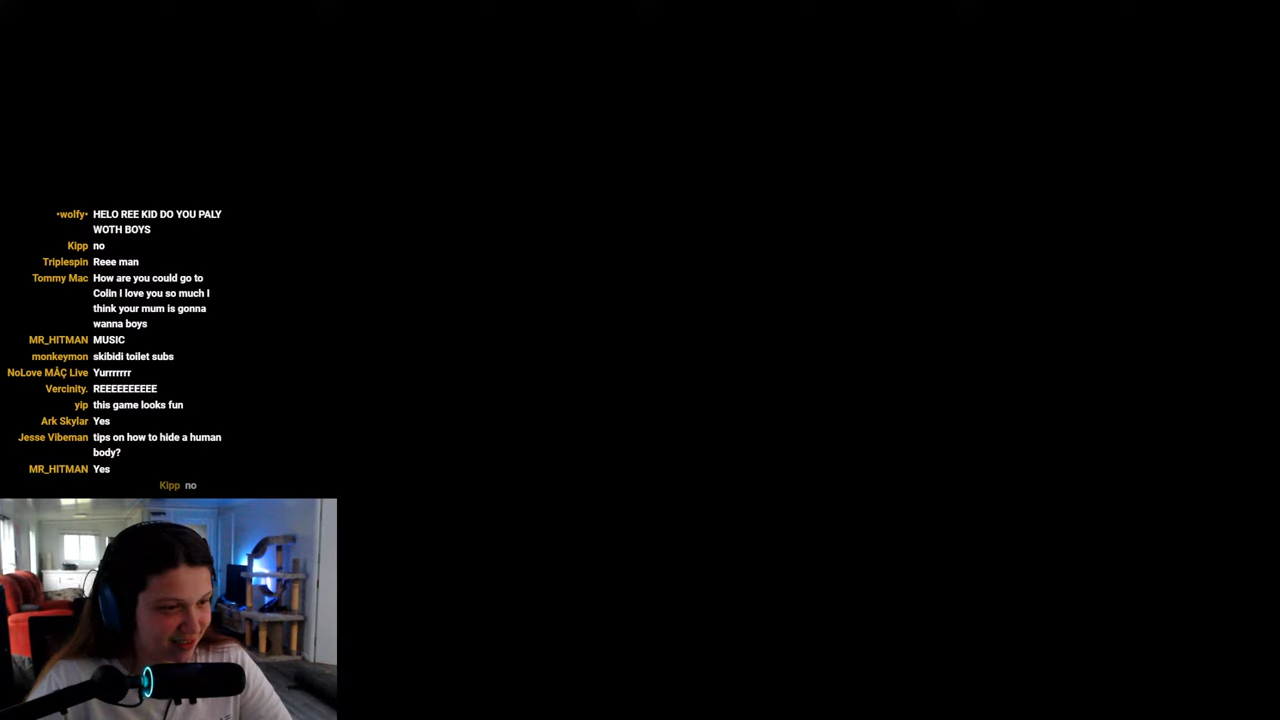 •wolfy• HELO REE KID DO YOU PALY
WOTH BOYS
Kipp no
Triplespin Reee man
Tommy Mac How are you could go to
Colin I love you so much I
think your mum is gonna
wanna boys
MR_HITMAN MUSIC
monkeymon skibidi toilet subs
NoLove MÅÇ Live Yurrrrrrr
Vercinity. REEEEEEEEEE
yip this game looks fun
Ark Skylar Yes
Jesse Vibeman tips on how to hide a human
body?
MR_HITMAN Yes
Kipp no